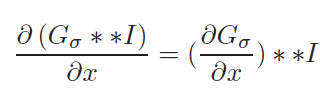 ∂(G_σ * *I)/∂x = (∂G_σ/∂x) * *I